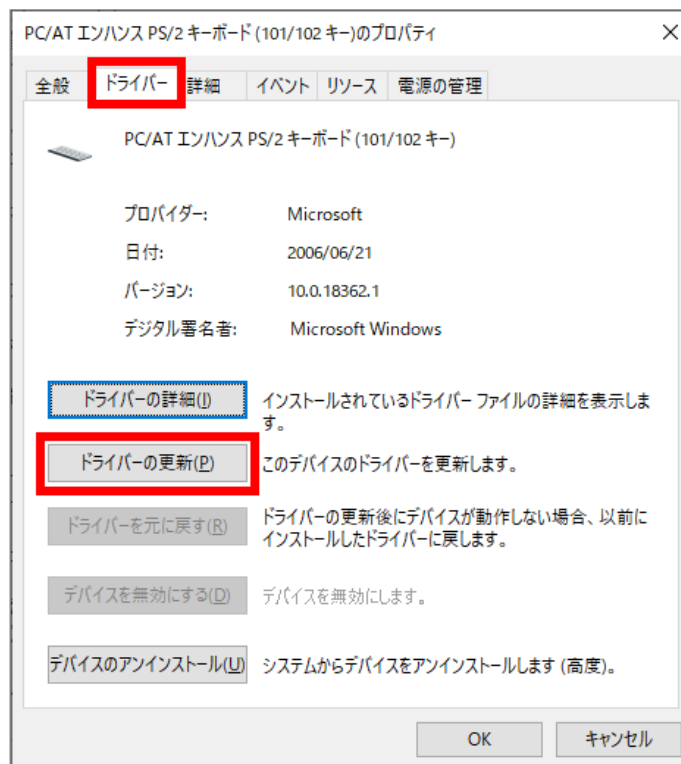 PC/AT エンハンス PS/2 キーボード (101/102 キー)のプロパティ
全般 ドライバー 詳細 イベント リソース 電源の管理
PC/AT エンハンス PS/2 キーボード (101/102 キー)
プロバイダー: Microsoft
日付: 2006/06/21
バージョン: 10.0.18362.1
デジタル署名者: Microsoft Windows
ドライバーの詳細(I) インストールされているドライバー ファイルの詳細を表示しま
す。
ドライバーの更新(P) このデバイスのドライバーを更新します。
ドライバーを元に戻す(R) ドライバーの更新後にデバイスが動作しない場合、以前に
インストールしたドライバーに戻します。
デバイスを無効にする(D) デバイスを無効にします。
デバイスのアンインストール(U) システムからデバイスをアンインストールします (高度)。
OK キャンセル